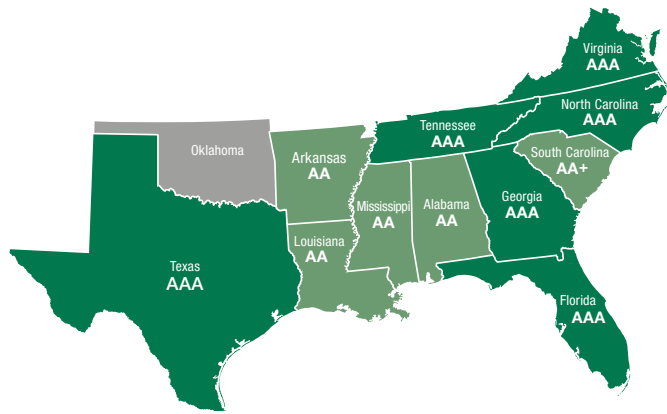 Virginia
AAA
North Carolina
AAA
Tennessee
AAA
South Carolina
AA+
Oklahoma
Arkansas
AA
Georgia
AAA
Mississippi
AA
Alabama
AA
Louisiana
AA
Texas
AAA
Florida
AAA